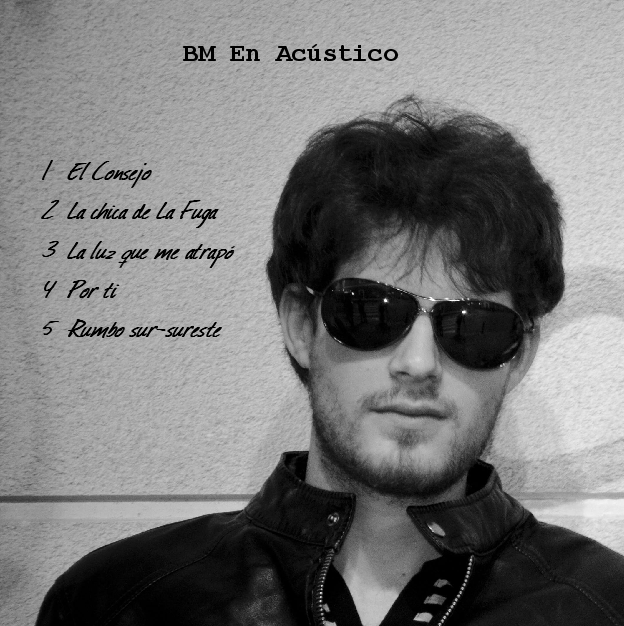 BM En Acústico
1 El Consejo
2 La chica de La Fuga
3 La luz que me atrapó
4 Por ti
5 Rumbo sur-sureste